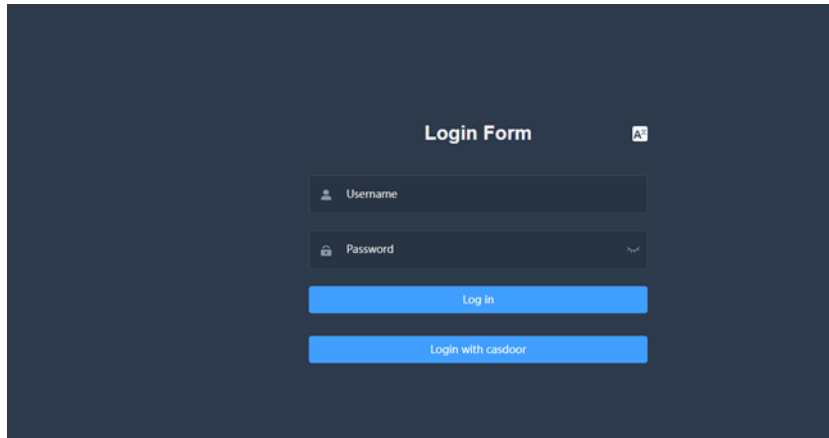 Login Form
Username
Password
Log in
Login with casdoor